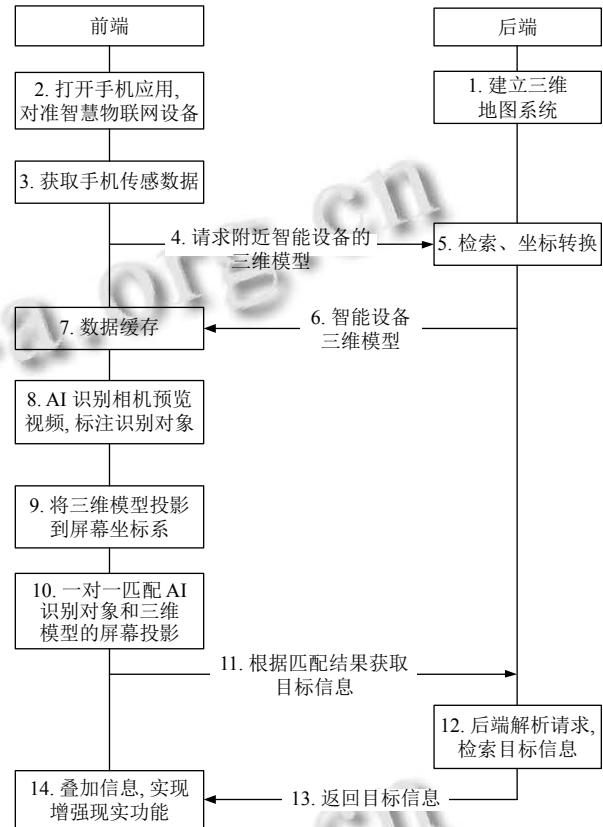 前端
后端
2. 打开手机应用,
对准智慧物联网设备
1. 建立三维
地图系统
3. 获取手机传感数据
4. 请求附近智能设备的
三维模型
5. 检索、坐标转换
6. 智能设备
三维模型
7. 数据缓存
8. AI 识别相机预览
视频, 标注识别对象
9. 将三维模型投影
到屏幕坐标系
10. 一对一匹配 AI
识别对象和三维
模型的屏幕投影
11. 根据匹配结果获取
目标信息
12. 后端解析请求,
检索目标信息
13. 返回目标信息
14. 叠加信息, 实现
增强现实功能